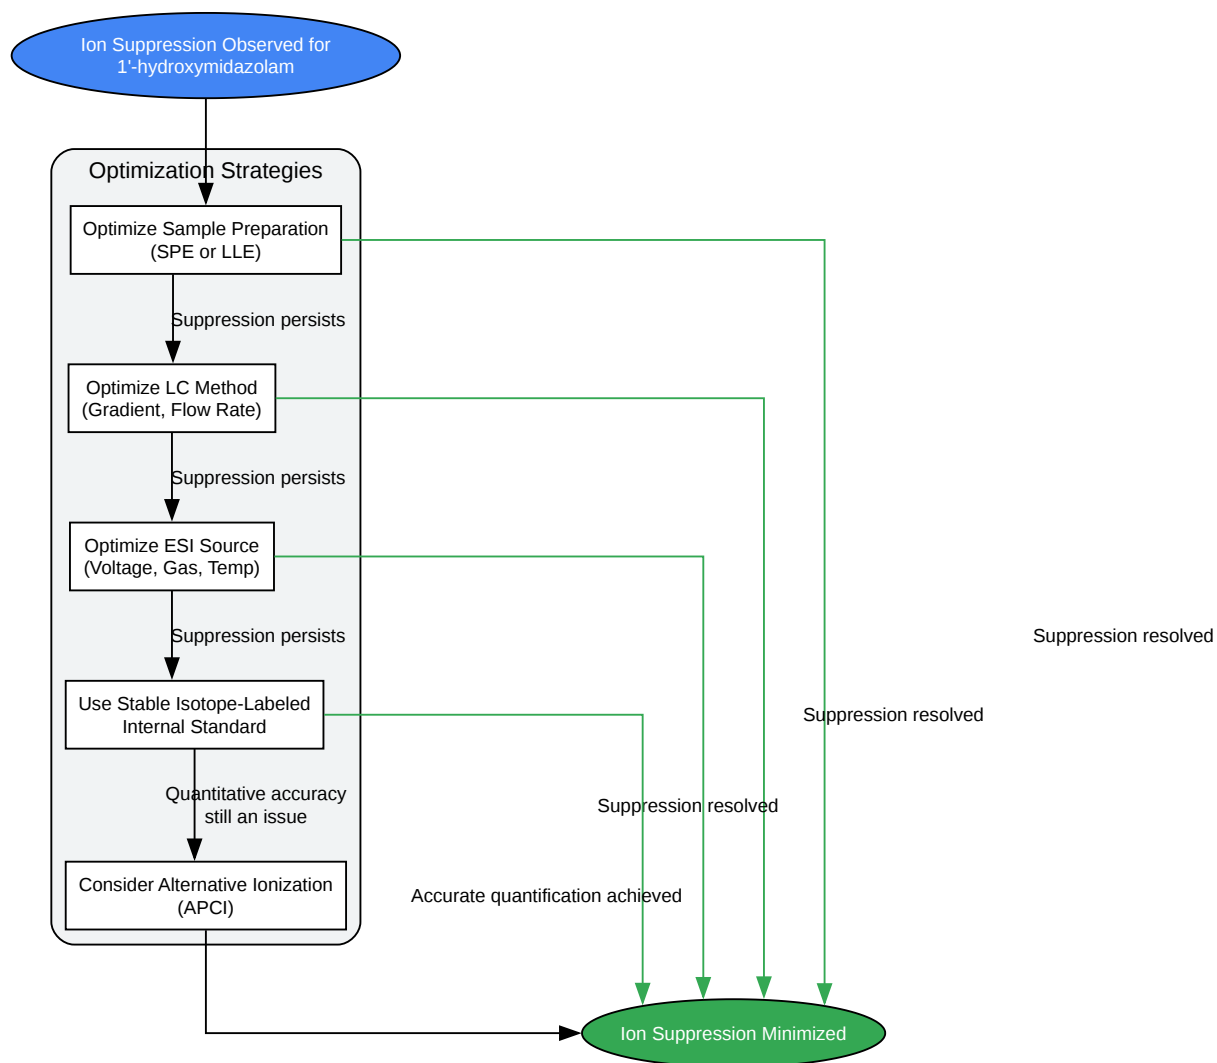 Ion Suppression Observed for
1'-hydroxymidazolam
Optimization Strategies
Optimize Sample Preparation
(SPE or LLE)
Suppression persists
Optimize LC Method
(Gradient, Flow Rate)
Suppression persists
Optimize ESI Source
(Voltage, Gas, Temp)
Suppression persists
Suppression resolved
Use Stable Isotope-Labeled
Internal Standard
Suppression resolved
Quantitative accuracy
still an issue
Suppression resolved
Consider Alternative Ionization
(APCI)
Accurate quantification achieved
Ion Suppression Minimized